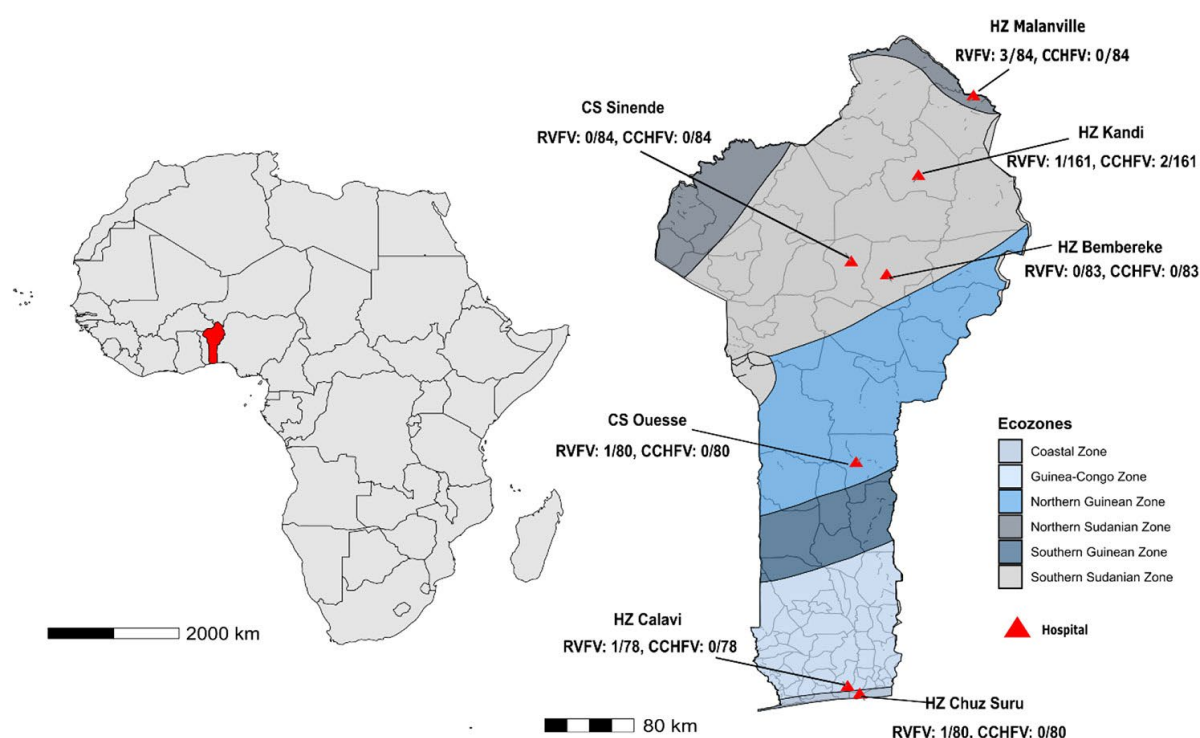 HZ Malanville
RVFV: 3/84, CCHFV: 0/84
CS Sinende
RVFV: 0/84, CCHFV: 0/84
HZ Kandi
RVFV: 1/161, CCHFV: 2/161
HZ Bembereke
RVFV: 0/83, CCHFV: 0/83
CS Ouesse
RVFV: 1/80, CCHFV: 0/80
Ecozones
Coastal Zone
Guinea-Congo Zone
Northern Guinean Zone
Northern Sudanian Zone
Southern Guinean Zone
Southern Sudanian Zone
Hospital
HZ Calavi
RVFV: 1/78, CCHFV: 0/78
HZ Chuz Suru
RVFV: 1/80, CCHFV: 0/80
2000 km
80 km